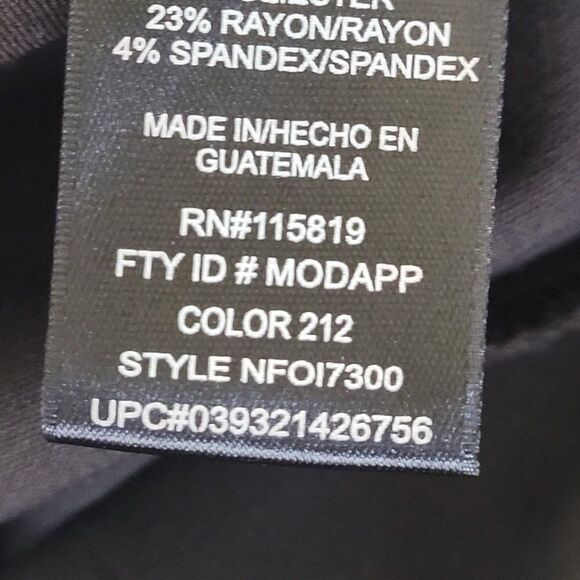 23% RAYON/RAYON
4% SPANDEX/SPANDEX
MADE IN/HECHO EN
GUATEMALA
RN#115819
FTY ID # MODAPP
COLOR 212
STYLE NFOI7300
UPC#039321426756